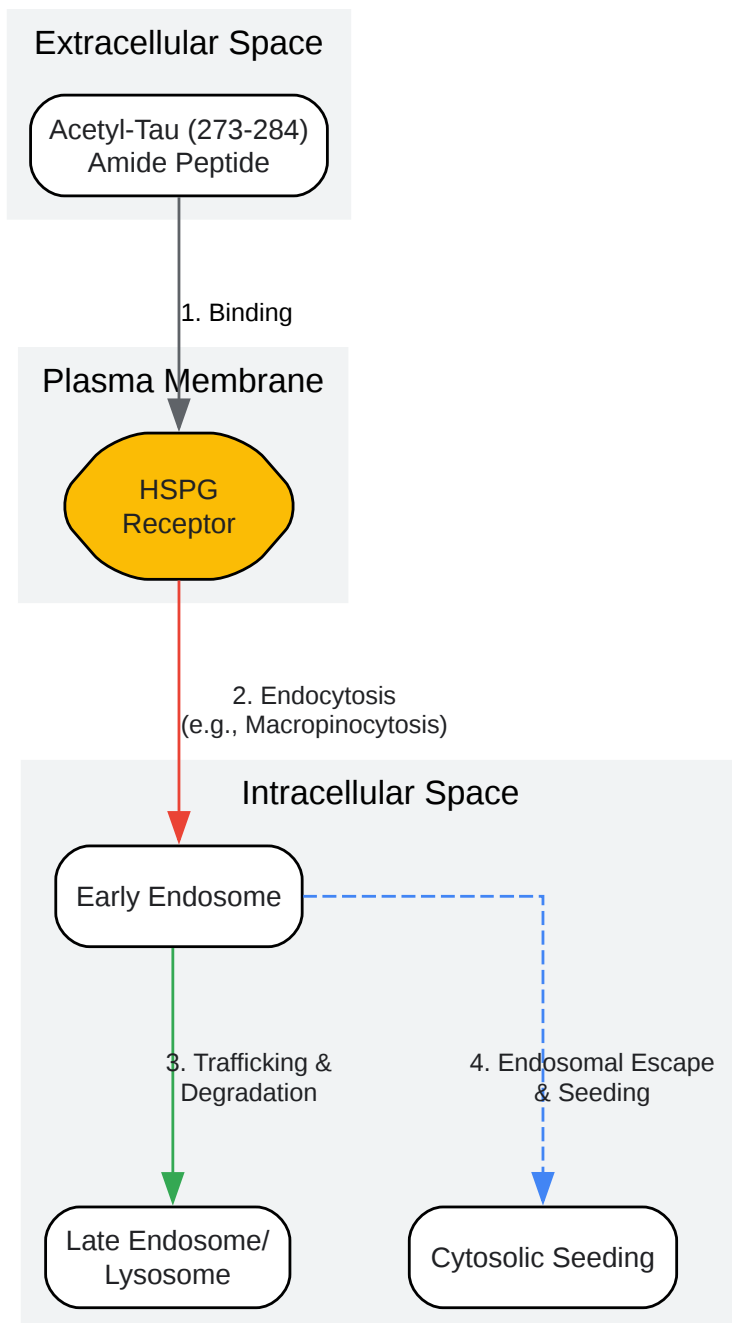 Extracellular Space
Acetyl-Tau (273-284)
Amide Peptide
1. Binding
Plasma Membrane
HSPG
Receptor
2. Endocytosis
(e.g., Macropinocytosis)
Intracellular Space
Early Endosome
3. Trafficking &
Degradation
4. Endosomal Escape
& Seeding
Late Endosome/
Lysosome
Cytosolic Seeding